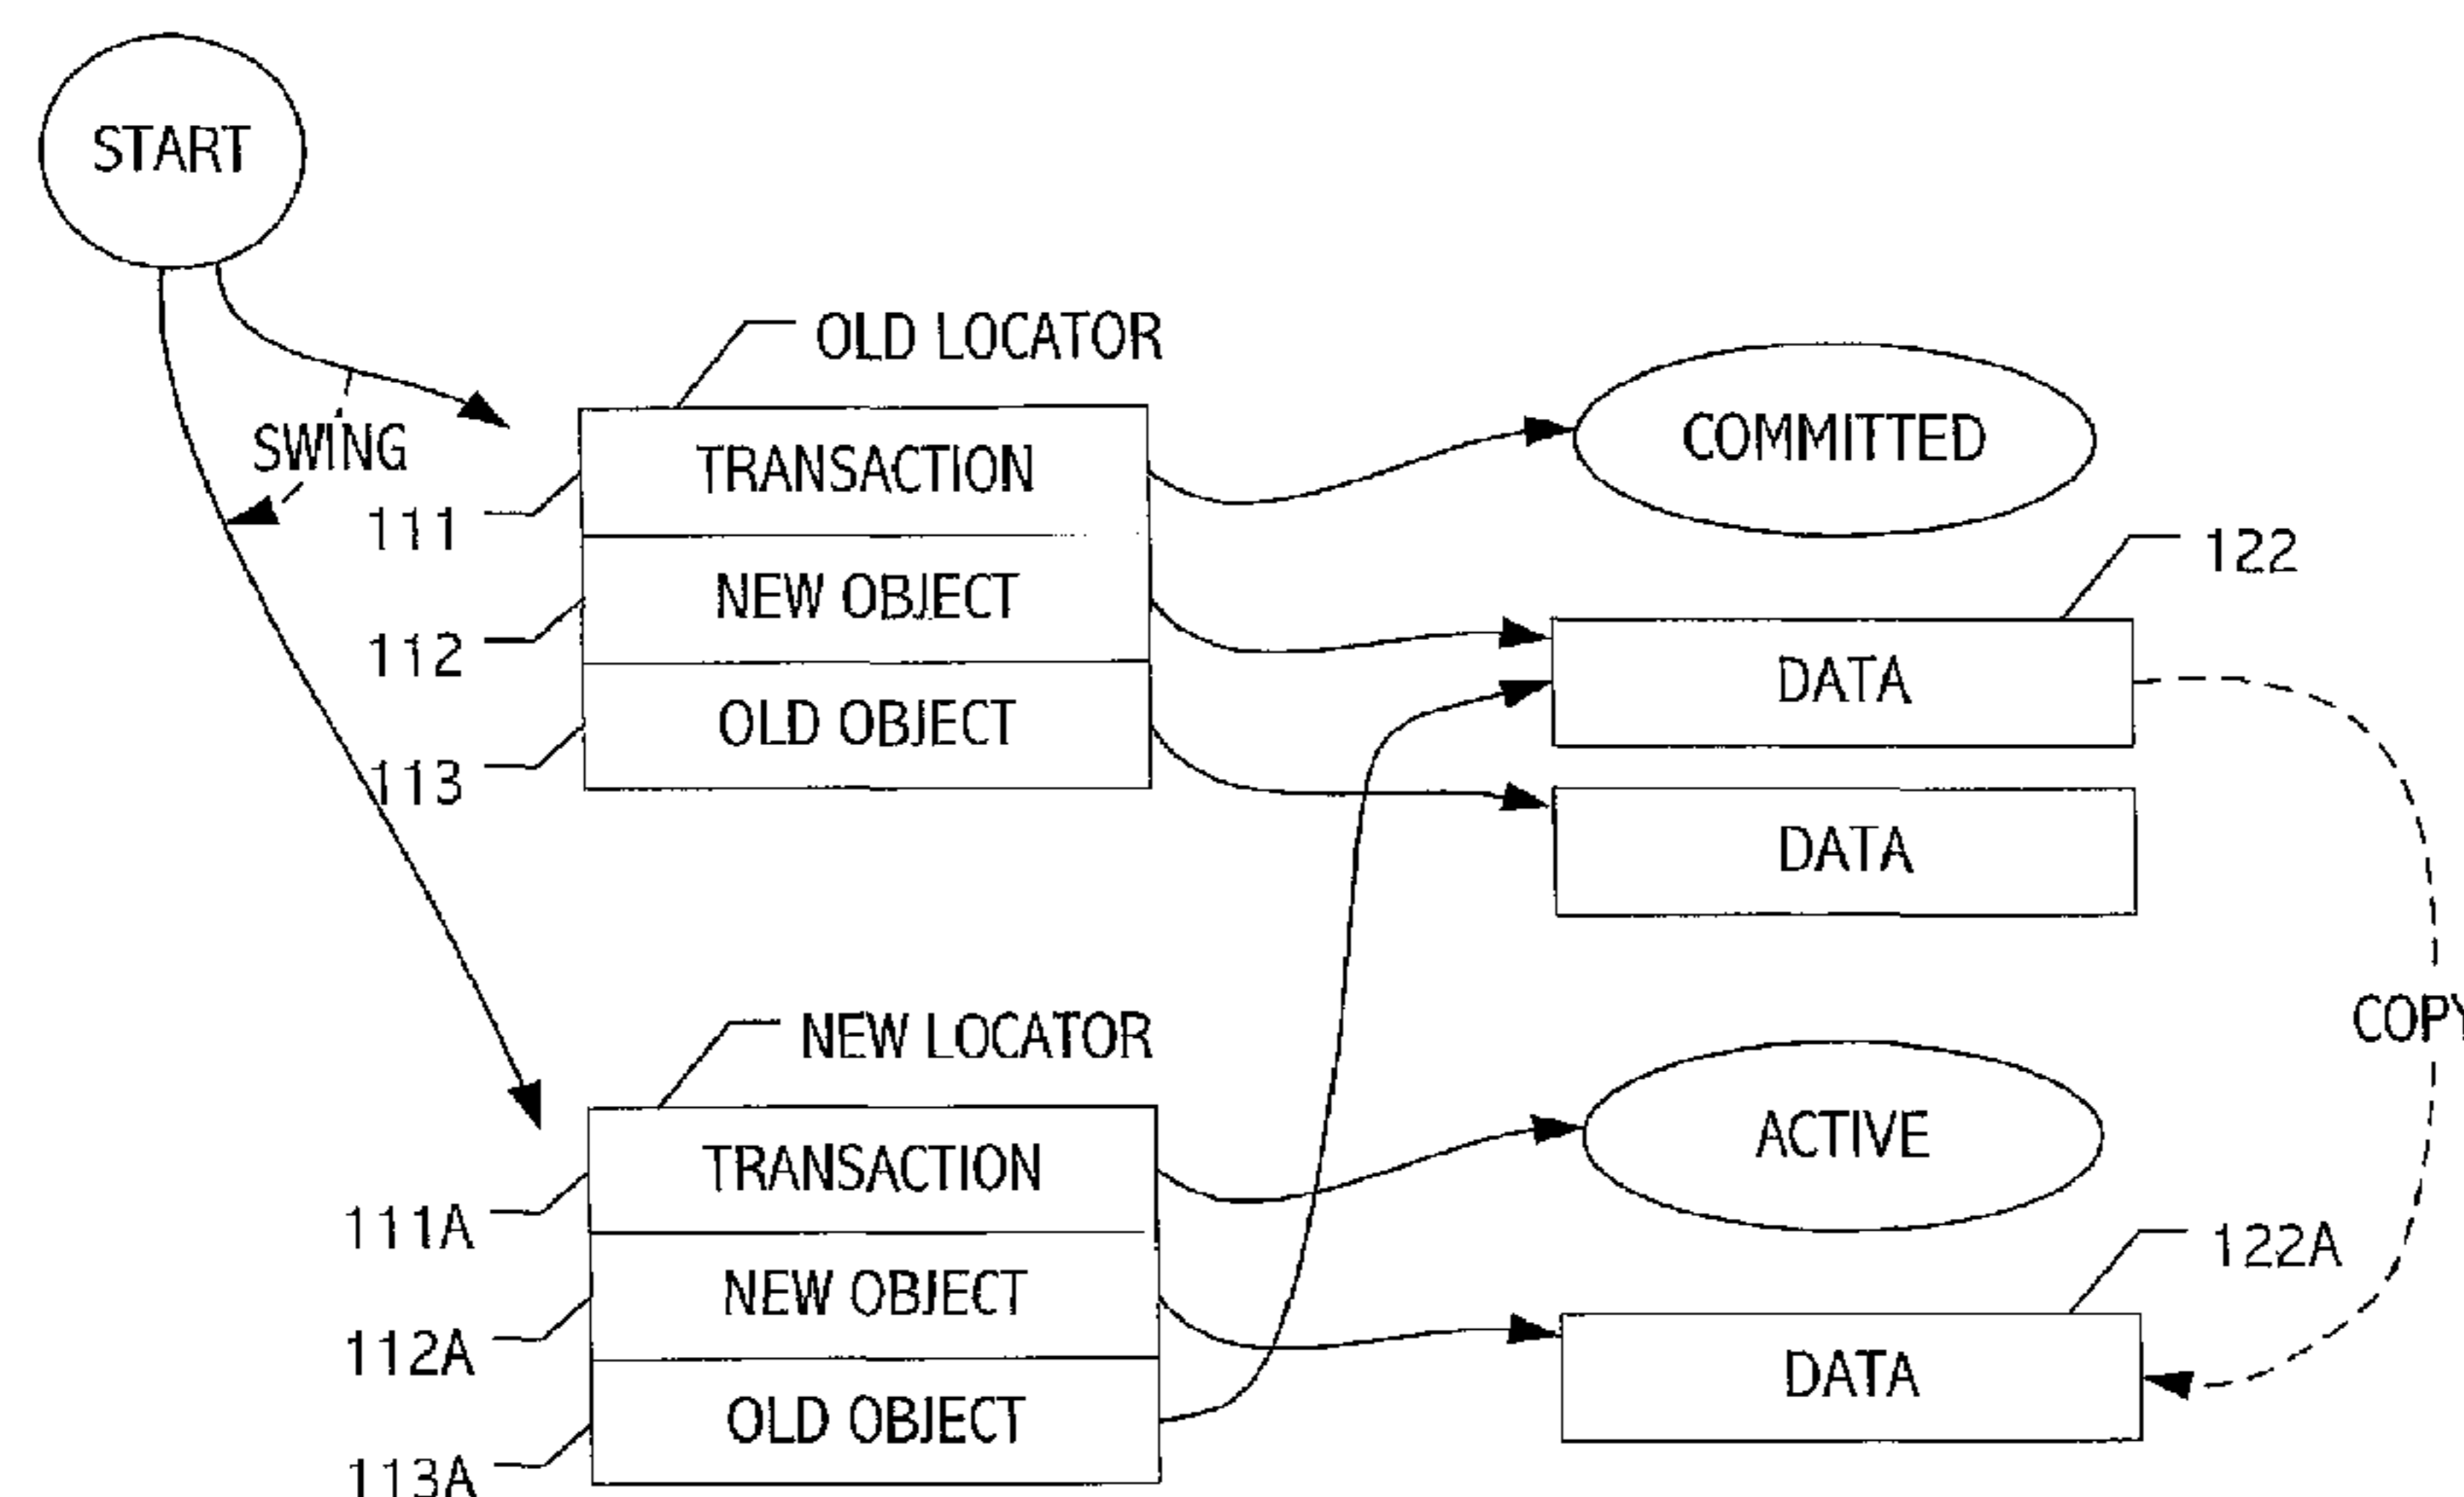 START
OLD LOCATOR
SWING
TRANSACTION
COMMITTED
111
122
NEW OBJECT
112
DATA
OLD OBJECT
113
DATA
COPY
NEW LOCATOR
ACTIVE
TRANSACTION
111A
122A
NEW OBJECT
112A
DATA
OLD OBJECT
113A